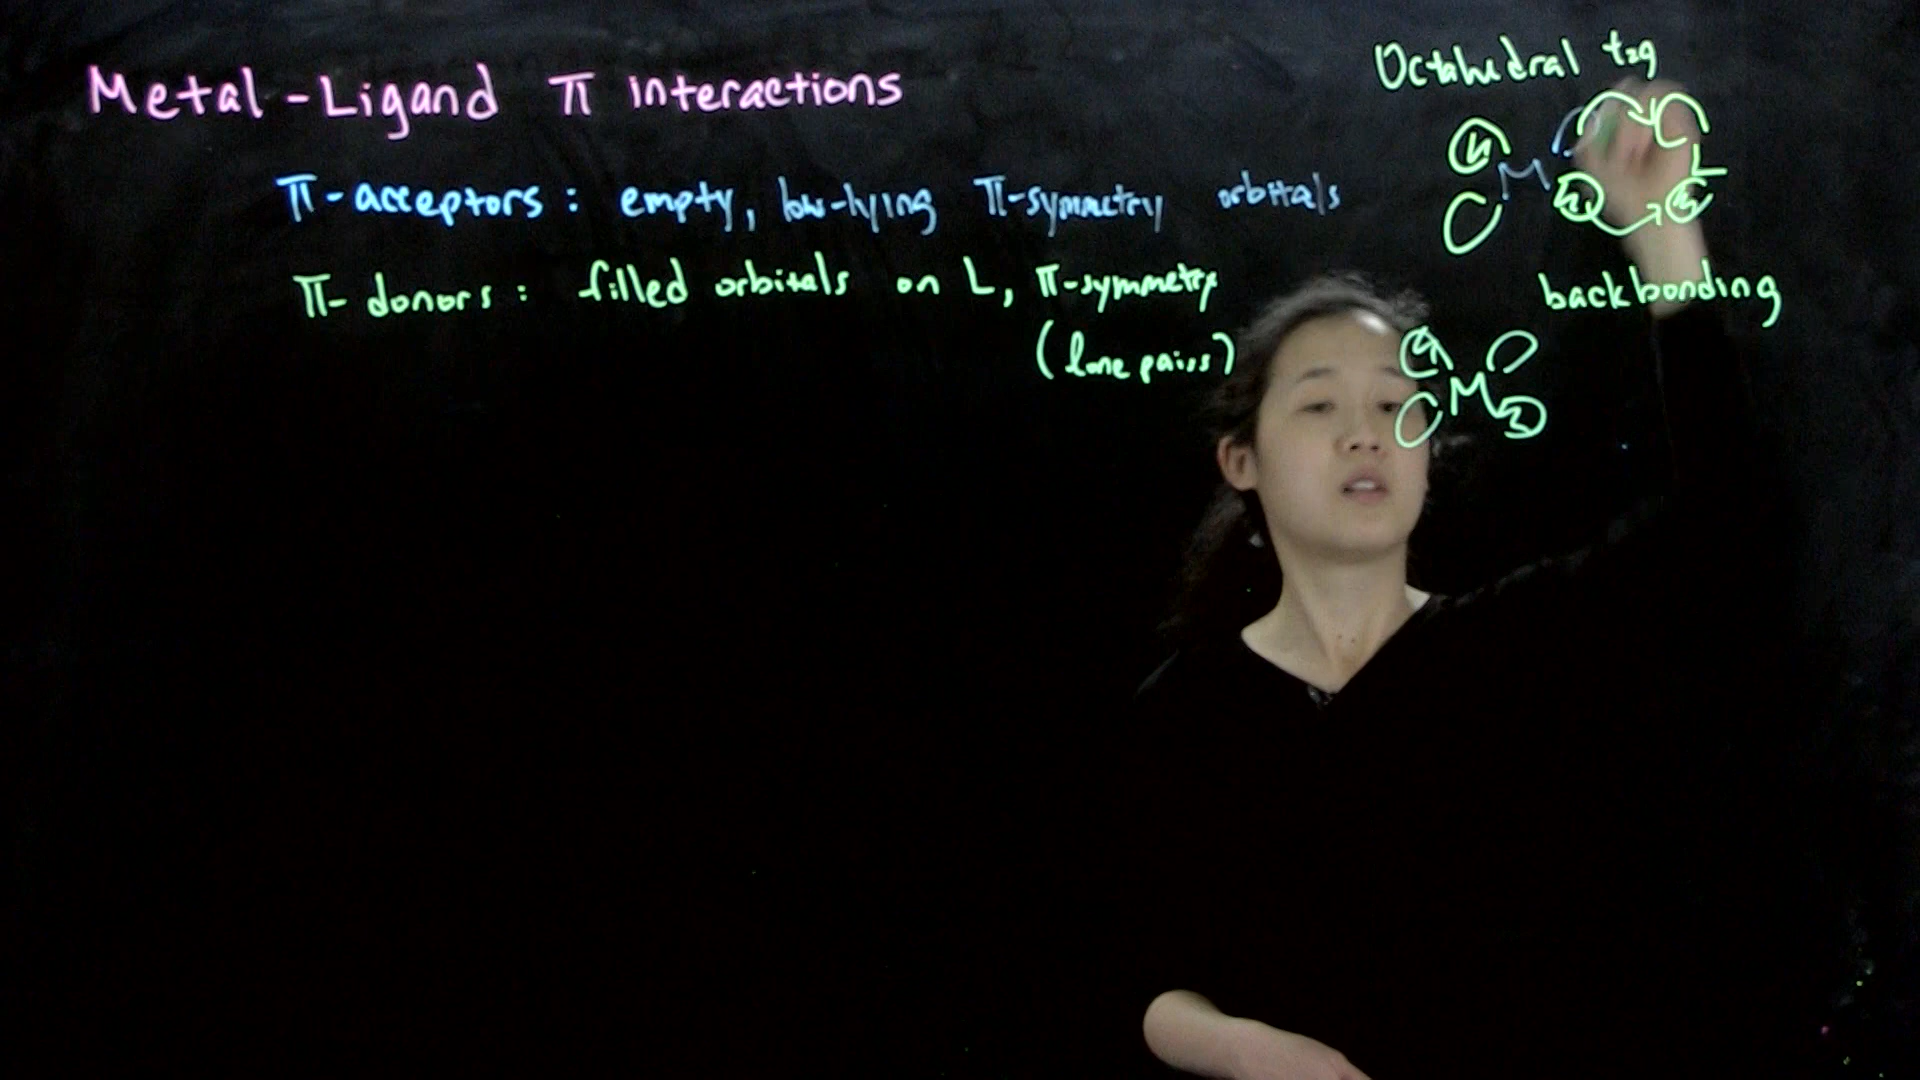 Metal-Ligand π interactions
π-acceptors: empty, low-lying π-symmetry orbitals
π-donors: filled orbitals on L, π-symmetry
(lone pairs)
Octahedral t2g
M
L
backbonding
M